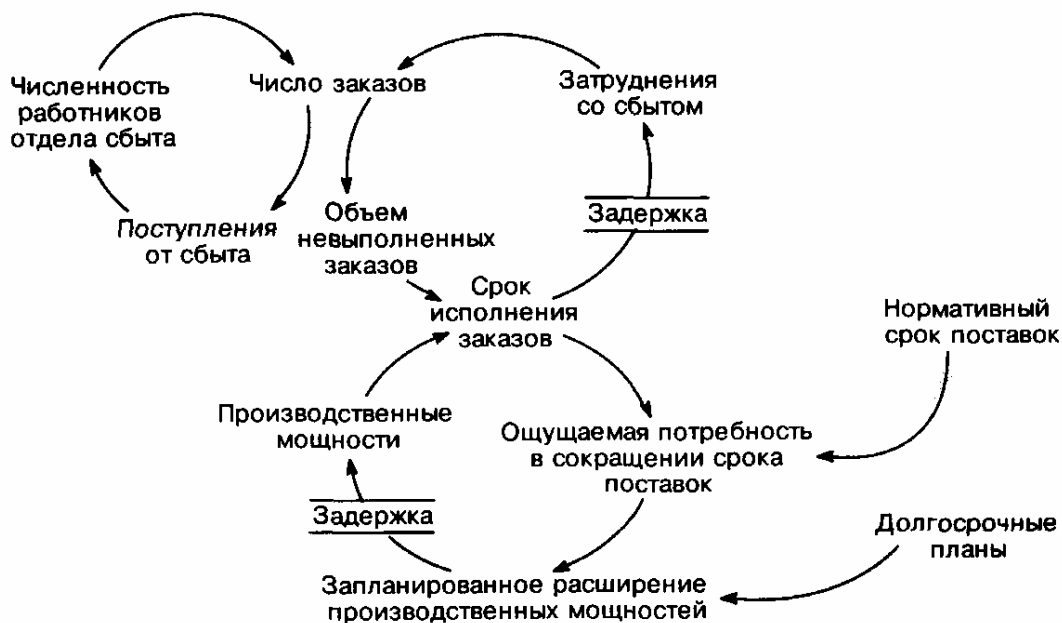 Численность
работников
отдела сбыта
Число заказов
Затруднения
со сбытом
Поступления
от сбыта
Объем
невыполненных
заказов
Задержка
Срок
исполнения
заказов
Нормативный
срок поставок
Производственные
мощности
Ощущаемая потребность
в сокращении срока
поставок
Задержка
Долгосрочные
планы
Запланированное расширение
производственных мощностей